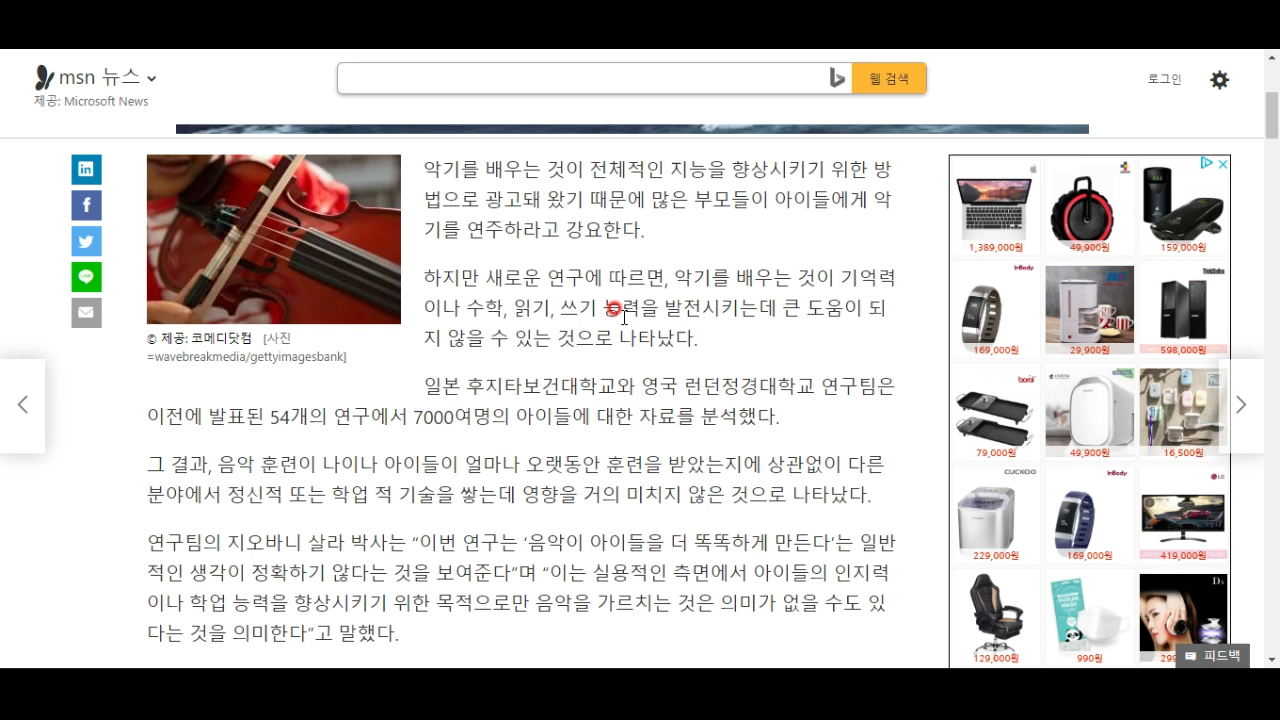 msn 뉴스
제공: Microsoft News
웹 검색
로그인
악기를 배우는 것이 전체적인 지능을 향상시키기 위한 방
법으로 광고돼 왔기 때문에 많은 부모들이 아이들에게 악
기를 연주하라고 강요한다.
하지만 새로운 연구에 따르면, 악기를 배우는 것이 기억력
이나 수학, 읽기, 쓰기 능력을 발전시키는데 큰 도움이 되
지 않을 수 있는 것으로 나타났다.
© 제공: 코메디닷컴 [사진
=wavebreakmedia/gettyimagesbank]
일본 후지타보건대학교와 영국 런던정경대학교 연구팀은
이전에 발표된 54개의 연구에서 7000여명의 아이들에 대한 자료를 분석했다.
그 결과, 음악 훈련이 나이나 아이들이 얼마나 오랫동안 훈련을 받았는지에 상관없이 다른
분야에서 정신적 또는 학업 적 기술을 쌓는데 영향을 거의 미치지 않은 것으로 나타났다.
연구팀의 지오바니 살라 박사는 “이번 연구는 ‘음악이 아이들을 더 똑똑하게 만든다’는 일반
적인 생각이 정확하기 않다는 것을 보여준다”며 “이는 실용적인 측면에서 아이들의 인지력
이나 학업 능력을 향상시키기 위한 목적으로만 음악을 가르치는 것은 의미가 없을 수도 있
다는 것을 의미한다”고 말했다.
1,389,000원
49,900원
159,000원
InBody
169,000원
29,900원
598,000원
79,000원
49,900원
16,500원
CUCKOO
InBody
LG
229,000원
169,000원
419,000원
129,000원
990원
피드백